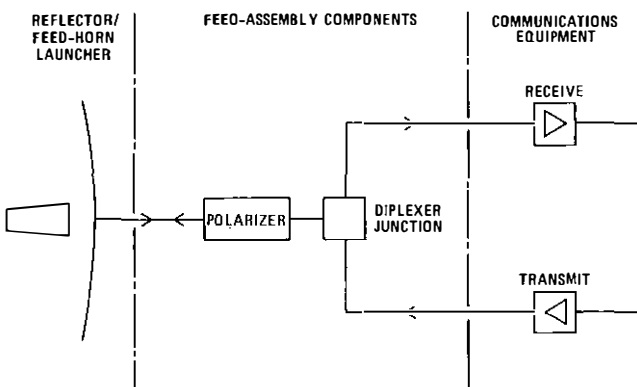 REFLECTOR/
FEED-HORN
LAUNCHER
FEEO-ASSEMBLY COMPONENTS
COMMUNICATIONS
EQUIPMENT
RECEIVE
POLARIZER
DIPLEXER
JUNCTION
TRANSMIT